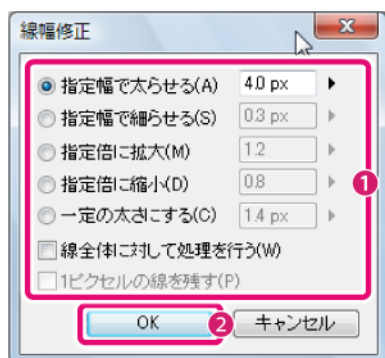 線幅修正
指定幅で太らせる(A) 4.0 px
指定幅で細らせる(S) 0.3 px
指定倍に拡大(M) 1.2
指定倍に縮小(D) 0.8
一定の太さにする(C) 1.4 px
1
線全体に対して処理を行う(W)
1ピクセルの線を残す(P)
OK 2 キャンセル